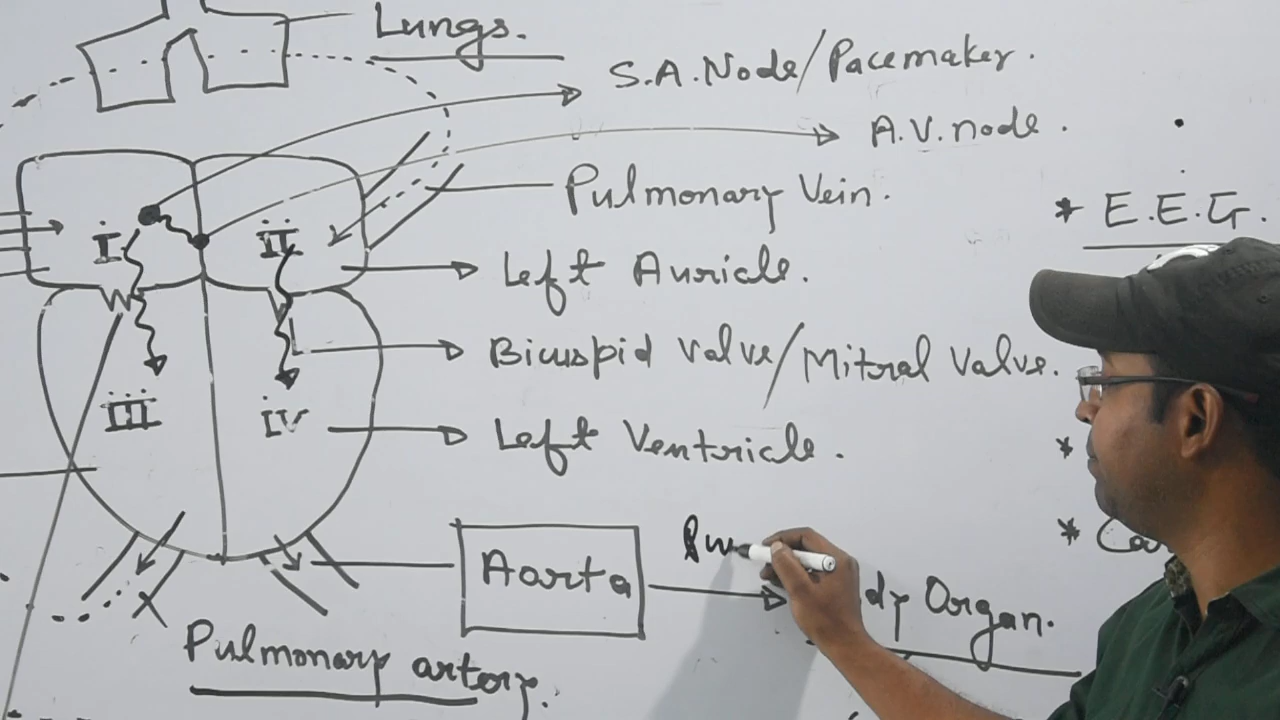 Lungs.
S.A.Node/Pacemaker.
A.V.node.
Pulmonary Vein.
* E.E.G.
I
II
Left Auricle.
Bicuspid Valve/Mitral Valve.
III
IV
Left Ventricle.
*
*
Aorta
Organ.
Pulmonary artery.